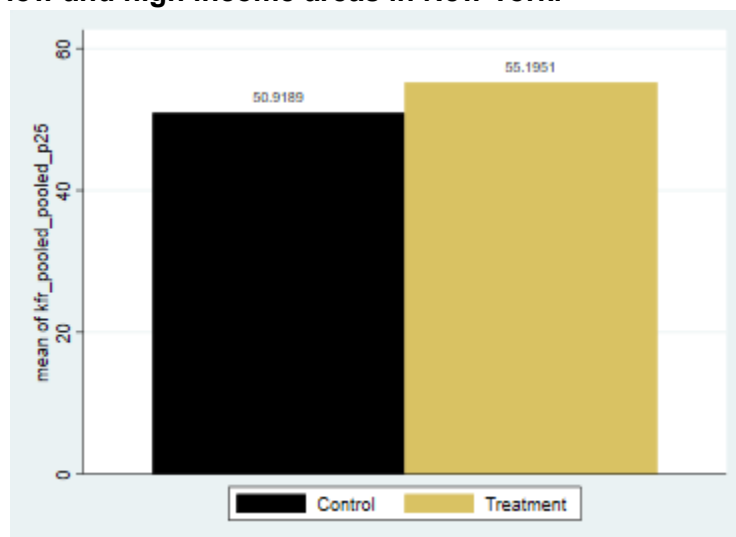 low and high income areas in New York.
60
50.9189
55.1951
mean of kfr_pooled_pooled_p25
40
20
0
Control Treatment